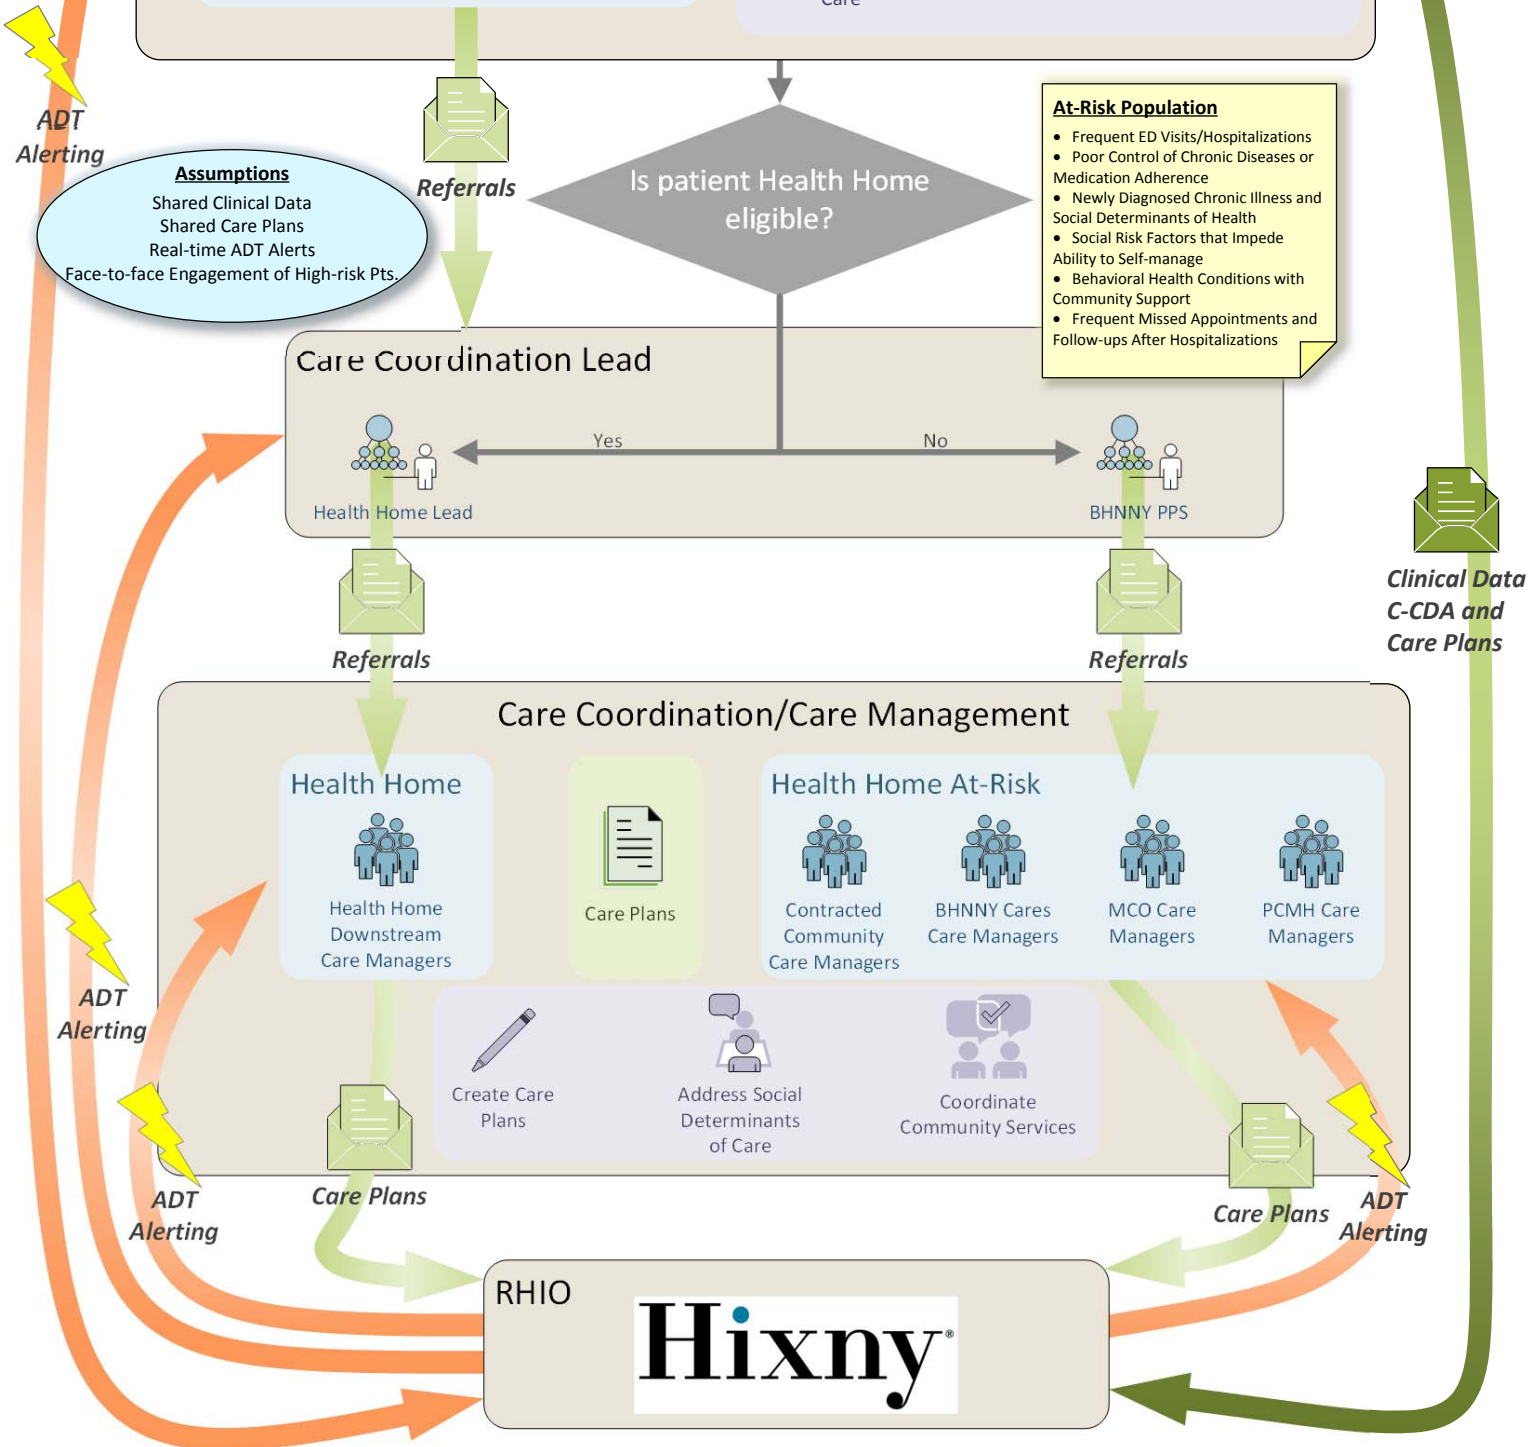 Care
ADT
Alerting
Referrals
Assumptions
Shared Clinical Data
Shared Care Plans
Real-time ADT Alerts
Face-to-face Engagement of High-risk Pts.
Is patient Health Home
eligible?
At-Risk Population
• Frequent ED Visits/Hospitalizations
• Poor Control of Chronic Diseases or
Medication Adherence
• Newly Diagnosed Chronic Illness and
Social Determinants of Health
• Social Risk Factors that Impede
Ability to Self-manage
• Behavioral Health Conditions with
Community Support
• Frequent Missed Appointments and
Follow-ups After Hospitalizations
Care Coordination Lead
Yes
No
Health Home Lead
BHNNY PPS
Referrals
Referrals
Clinical Data
C-CDA and
Care Plans
Care Coordination/Care Management
Health Home
Health Home
Downstream
Care Managers
Care Plans
Health Home At-Risk
Contracted
Community
Care Managers
BHNNY Cares
Care Managers
MCO Care
Managers
PCMH Care
Managers
ADT
Alerting
Create Care
Plans
Address Social
Determinants
of Care
Coordinate
Community Services
ADT
Alerting
Care Plans
Care Plans
ADT
Alerting
RHIO
Hixny®